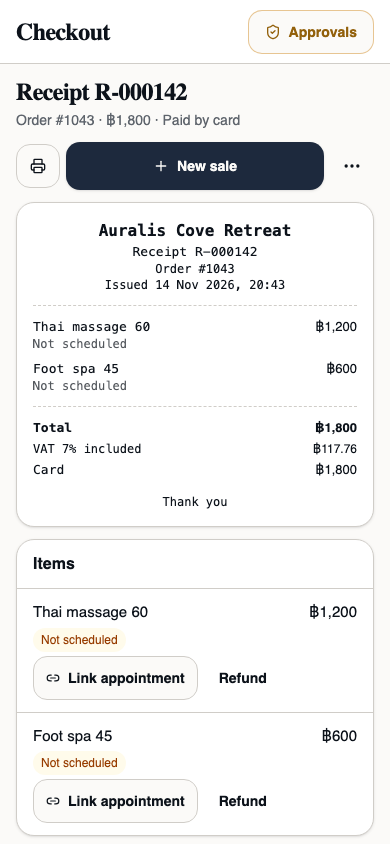 Checkout
Approvals
Receipt R-000142
Order #1043 · ฿1,800 · Paid by card
New sale
Auralis Cove Retreat
Receipt R-000142
Order #1043
Issued 14 Nov 2026, 20:43
Thai massage 60 ฿1,200
Not scheduled
Foot spa 45 ฿600
Not scheduled
Total ฿1,800
VAT 7% included ฿117.76
Card ฿1,800
Thank you
Items
Thai massage 60 ฿1,200
Not scheduled
Link appointment Refund
Foot spa 45 ฿600
Not scheduled
Link appointment Refund